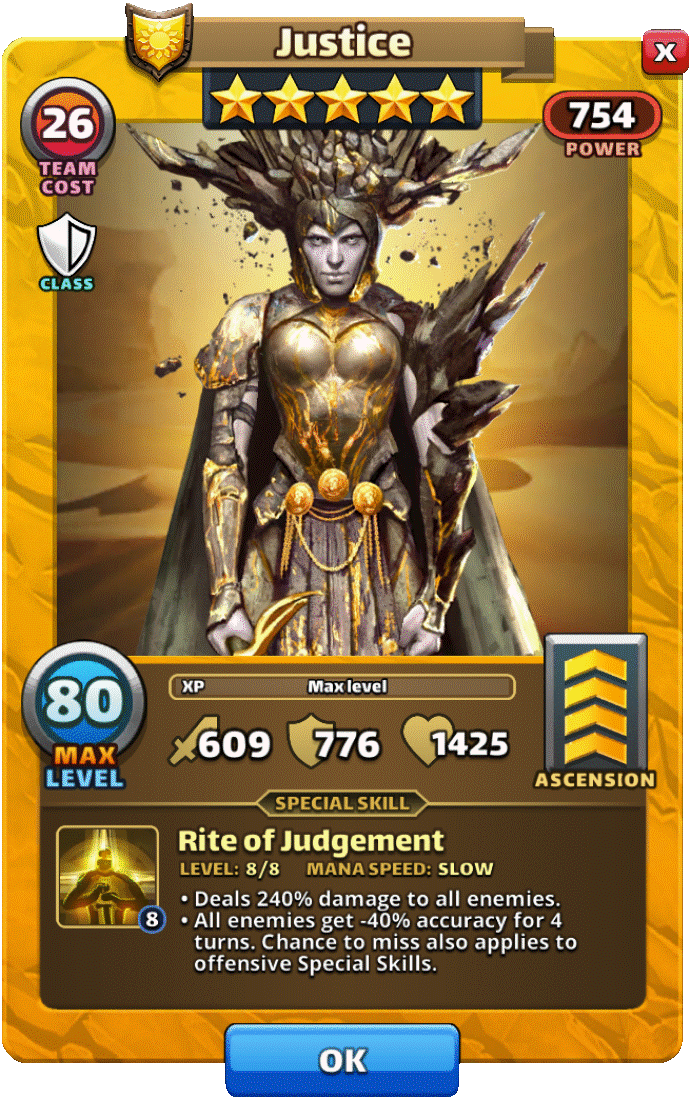 Justice
X
26
TEAM
COST
754
POWER
CLASS
80
MAX
LEVEL
XP Max level
609 776 1425
ASCENSION
SPECIAL SKILL
Rite of Judgement
LEVEL: 8/8 MANA SPEED: SLOW
8
• Deals 240% damage to all enemies.
• All enemies get -40% accuracy for 4
turns. Chance to miss also applies to
offensive Special Skills.
OK